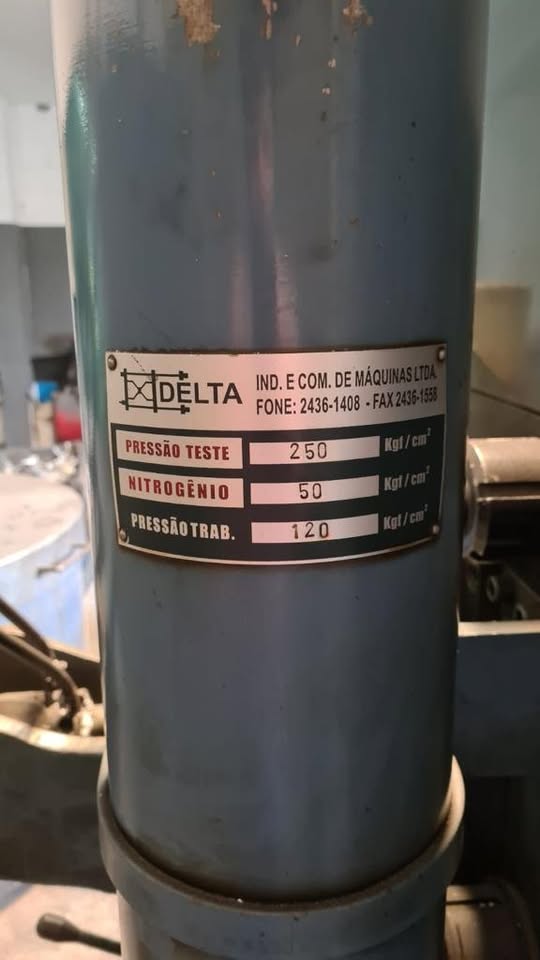 DELTA
IND. E COM. DE MÁQUINAS LTDA.
FONE: 2436-1408 - FAX 2436-1558
PRESSÃO TESTE 250 Kgf/cm²
NITROGÊNIO 50 Kgf/cm²
PRESSÃO TRAB. 120 Kgf/cm²